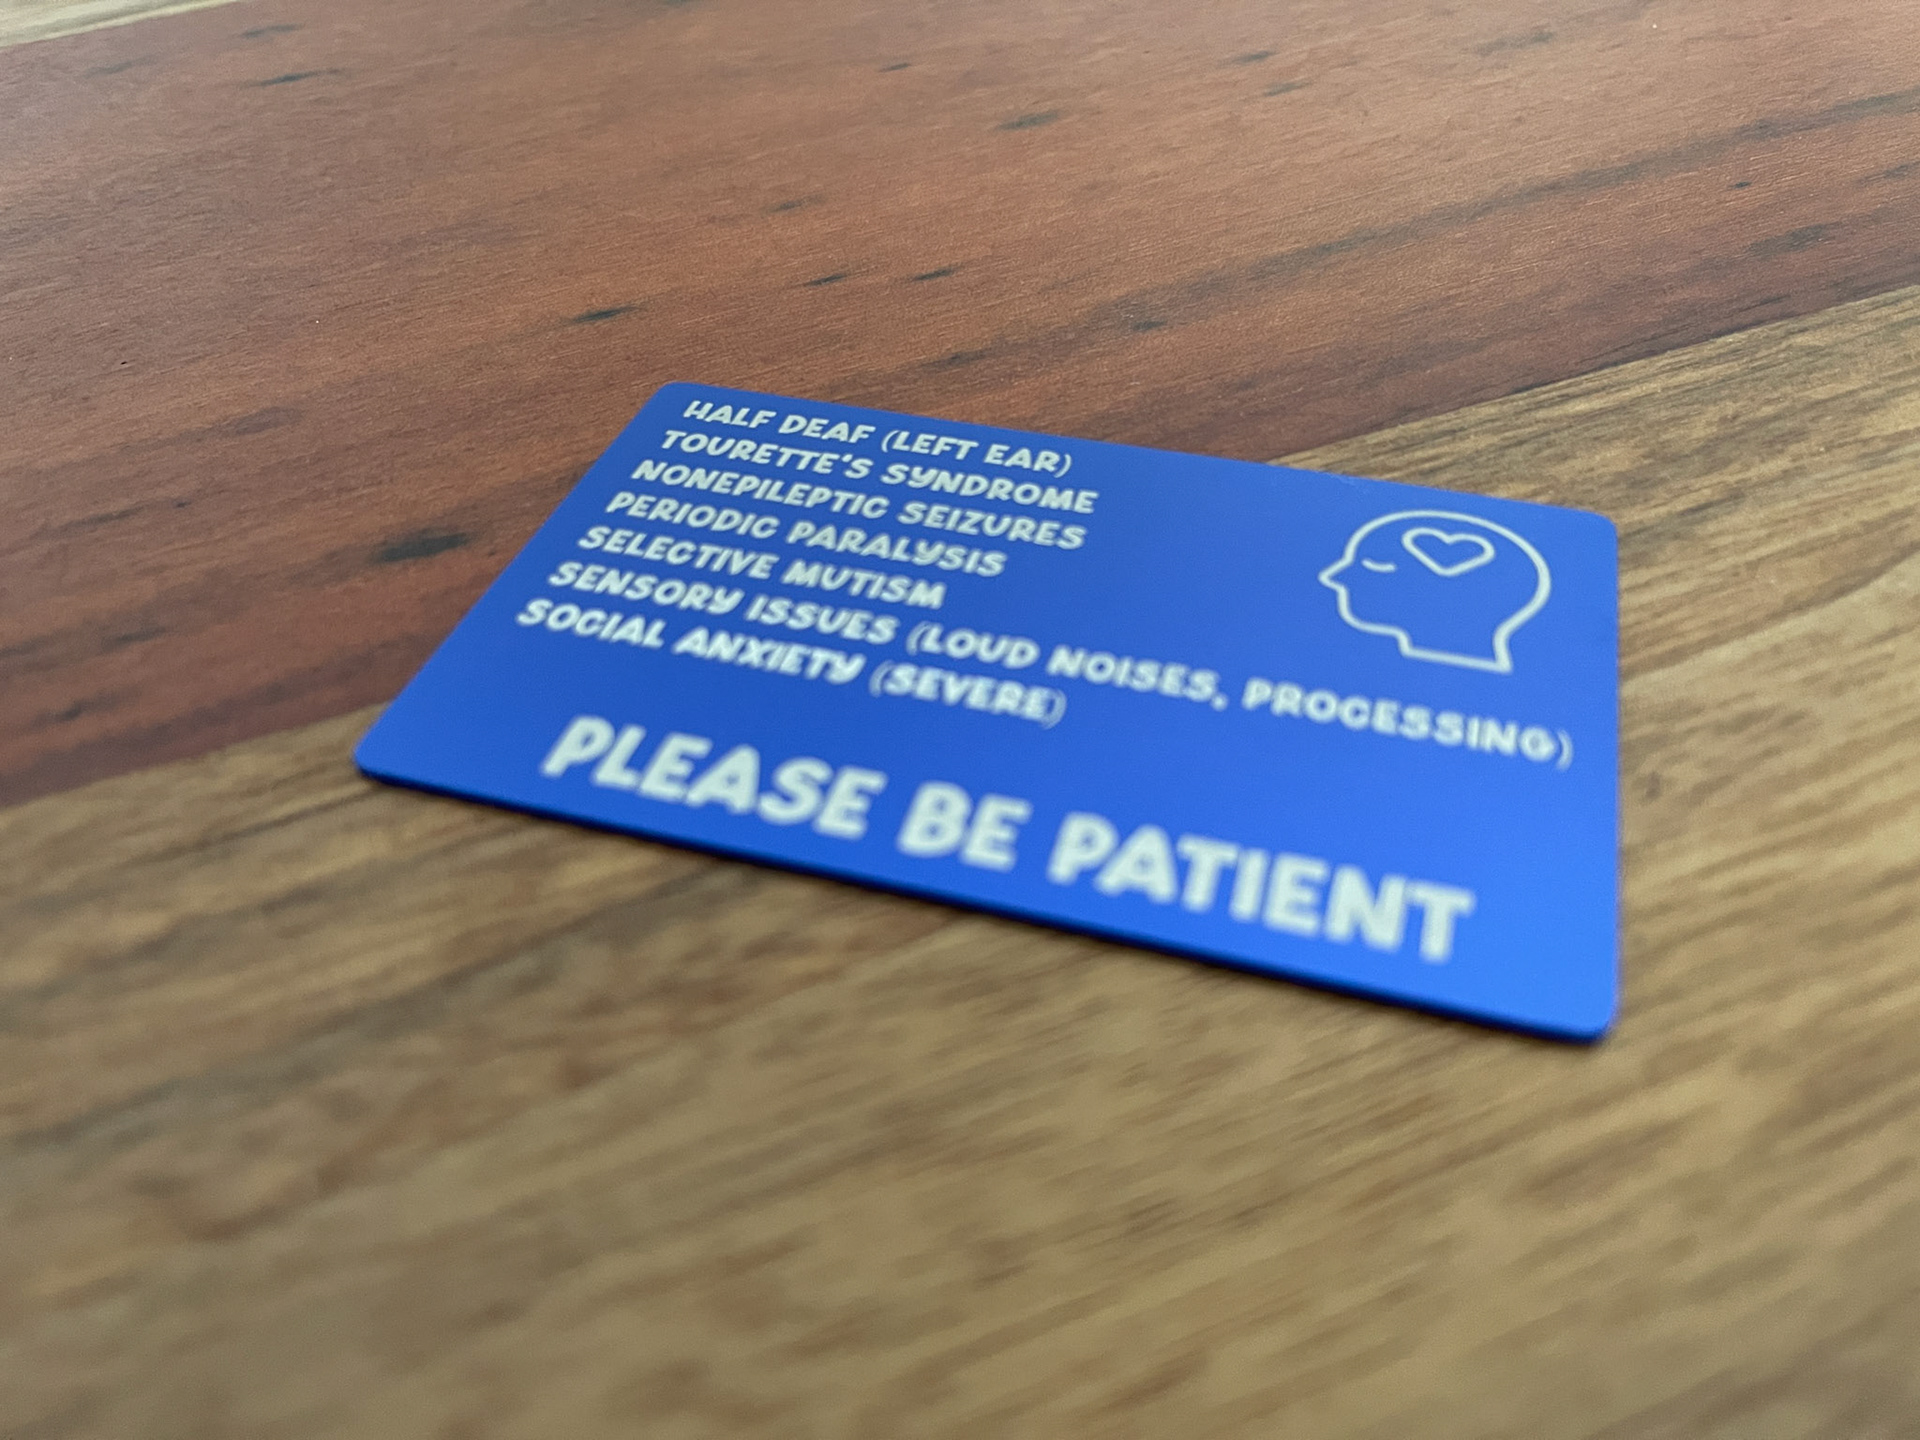 HALF DEAF (LEFT EAR)
TOURETTE'S SYNDROME
NONEPILEPTIC SEIZURES
PERIODIC PARALYSIS
SELECTIVE MUTISM
SENSORY ISSUES (LOUD NOISES, PROCESSING)
SOCIAL ANXIETY (SEVERE)
PLEASE BE PATIENT